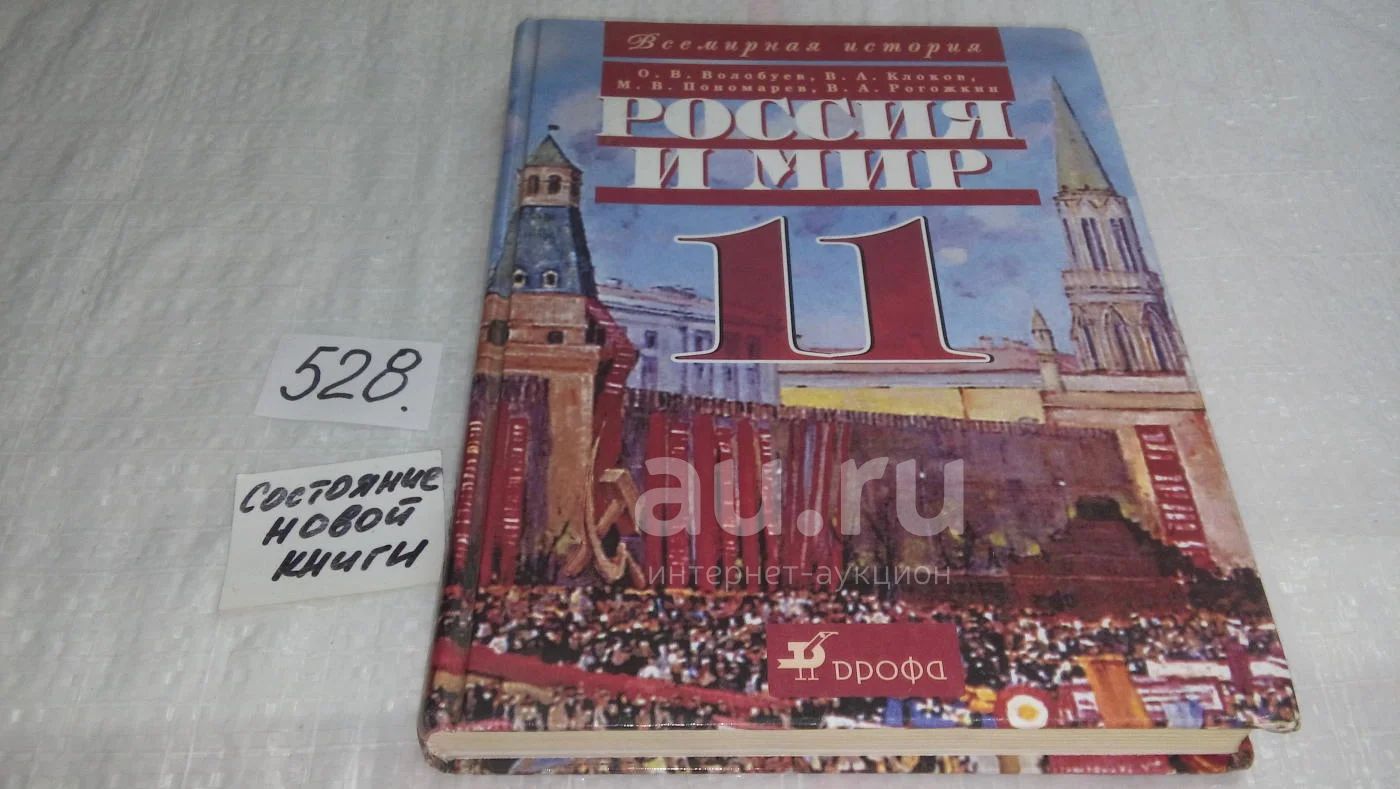 Всемирная история
О. В. Волобуев, В. А. Клоков,
М. В. Пономарев, В. А. Рогожкин
РОССИЯ
И МИР
11
528.
Состояние
новой
книги
au.ru
интернет-аукцион
дрофа